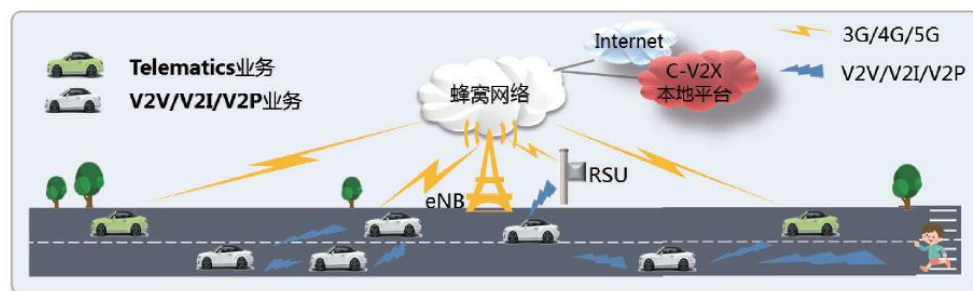 Telematics业务
V2V/V2I/V2P业务
蜂窝网络
Internet
C-V2X
本地平台
3G/4G/5G
V2V/V2I/V2P
eNB
RSU